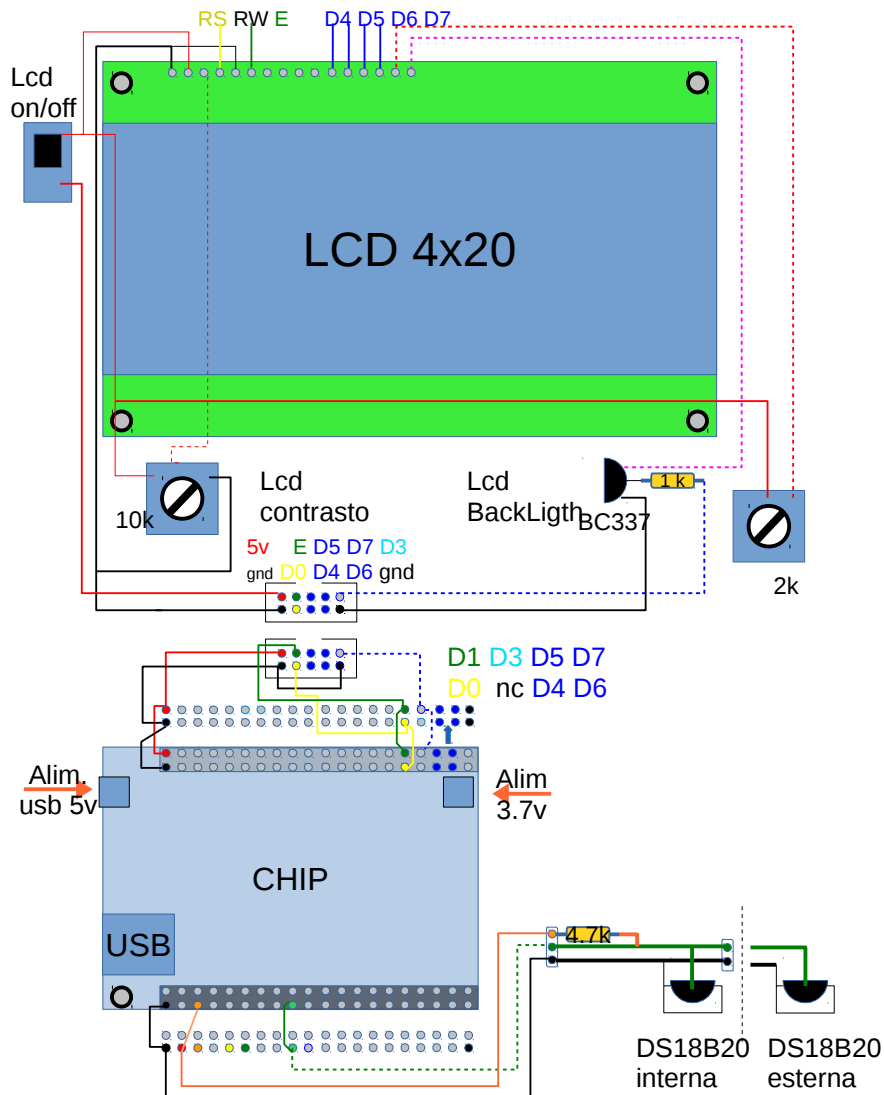 RS RW E D4 D5 D6 D7
Lcd
on/off
LCD 4x20
10k
Lcd
contrasto
Lcd
BackLigth
1 k
BC337
2k
5v E D5 D7 D3
gnd D0 D4 D6 gnd
D1 D3 D5 D7
D0 nc D4 D6
Alim.
usb 5v
Alim
3.7v
CHIP
USB
4.7k
DS18B20
interna
DS18B20
esterna